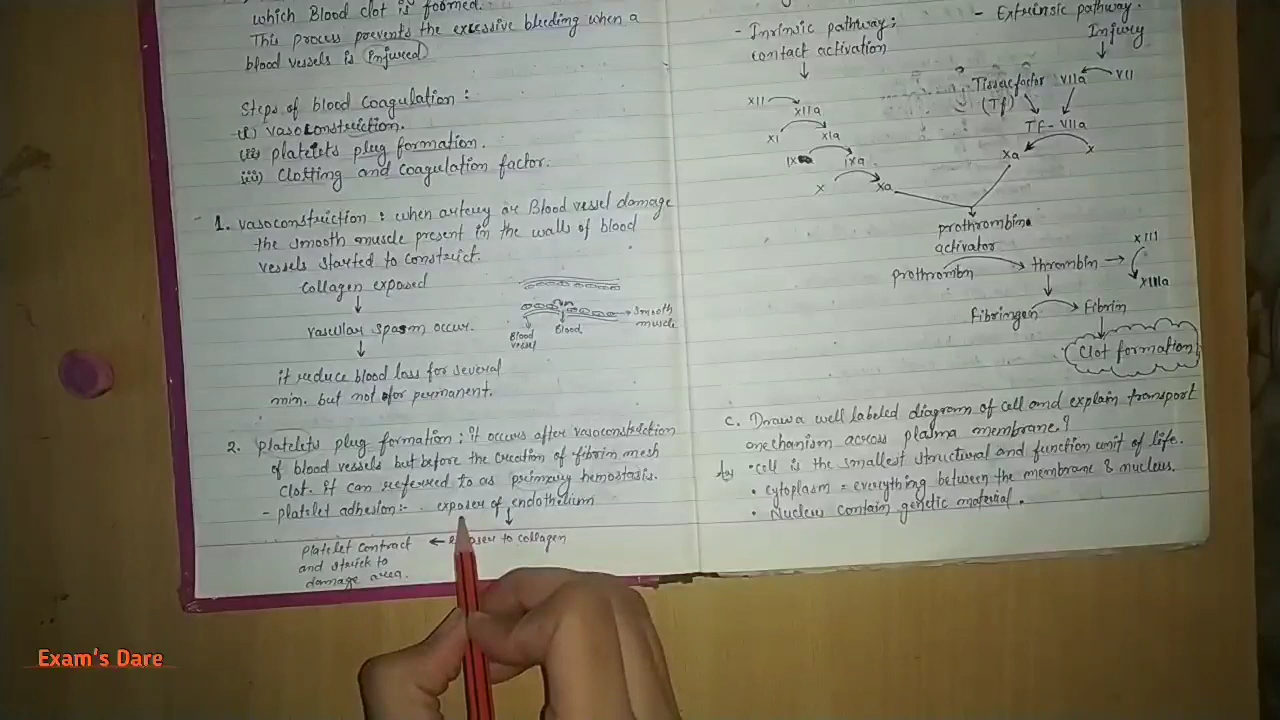 which Blood clot is foormed.
This process prevents the excessive bleeding when a
blood vessels is injured
Steps of blood coagulation :
(i) vasoconstruction.
(ii) platelets plug formation.
iii) Clotting and coagulation factor.
1. vasoconstriction : when artery are Blood vessel damage
the smooth muscle present in the walls of blood
vessels started to constrict.
Collagen exposed
↓
vascular spasm occur.
↓
it reduce blood loss for several
min. but not for permanent.
Blood vessel
Blood
smooth muscle
2. platelets plug formation : it occurs after vasoconstriction
of blood vessels but before the creation of fibrin mesh
clot. it can referred to as primary hemostasis.
- platelet adhesion:- exposer of endothelium
↓
platelet contract ← exposer to collagen
and struck to
damage area.
- Intrinsic pathway :
contact activation
↓
XII → XIIa
XI → XIa
IX → IXa
X → Xa
- Extrinsic pathway.
Injury
↓
Tissue factor VIIa ← VII
(Tf)
TF-VIIa
Xa ← X
prothrombine
activator
prothrombn → thrombin → XIII
XIIIa
Fibringen → Fibrin
↓
Clot formation
C. Draw a well labeled diagram of cell and explain transport
mechanism across plasma membrane.?
• cell is the smallest structural and function unit of life.
• cytoplasm = everything between the membrane & nucleus.
• Nucleus contain genetic material.
Exam's Dare